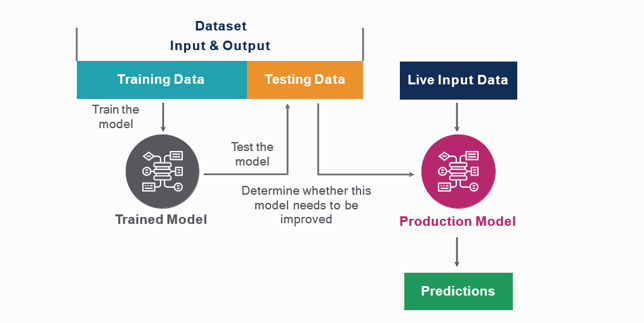 Dataset
Input & Output
Training Data
Testing Data
Live Input Data
Train the
model
Test the
model
Determine whether this
model needs to be
improved
Trained Model
Production Model
Predictions